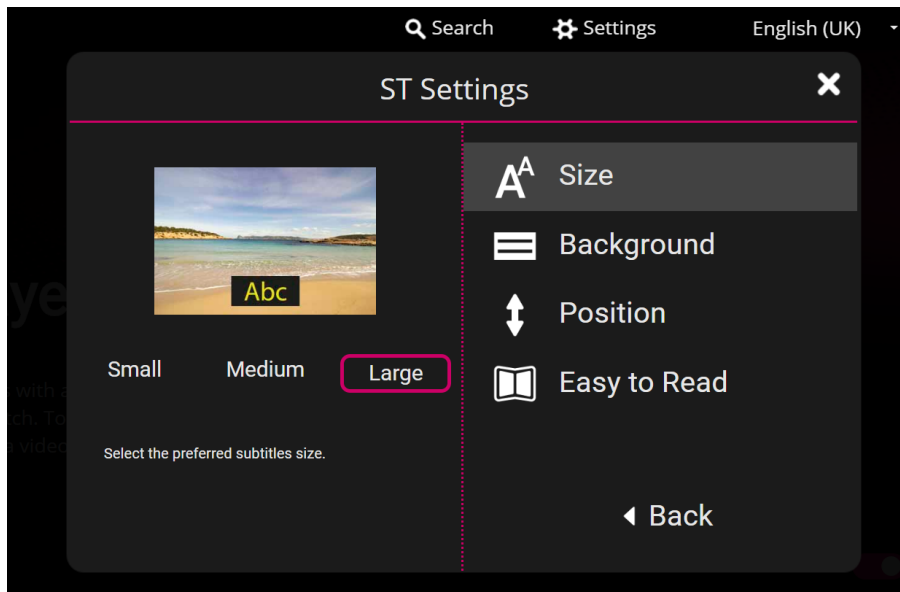 Search Settings English (UK)
ST Settings
Size
Background
Abc
Position
Small Medium Large
Easy to Read
Select the preferred subtitles size.
Back